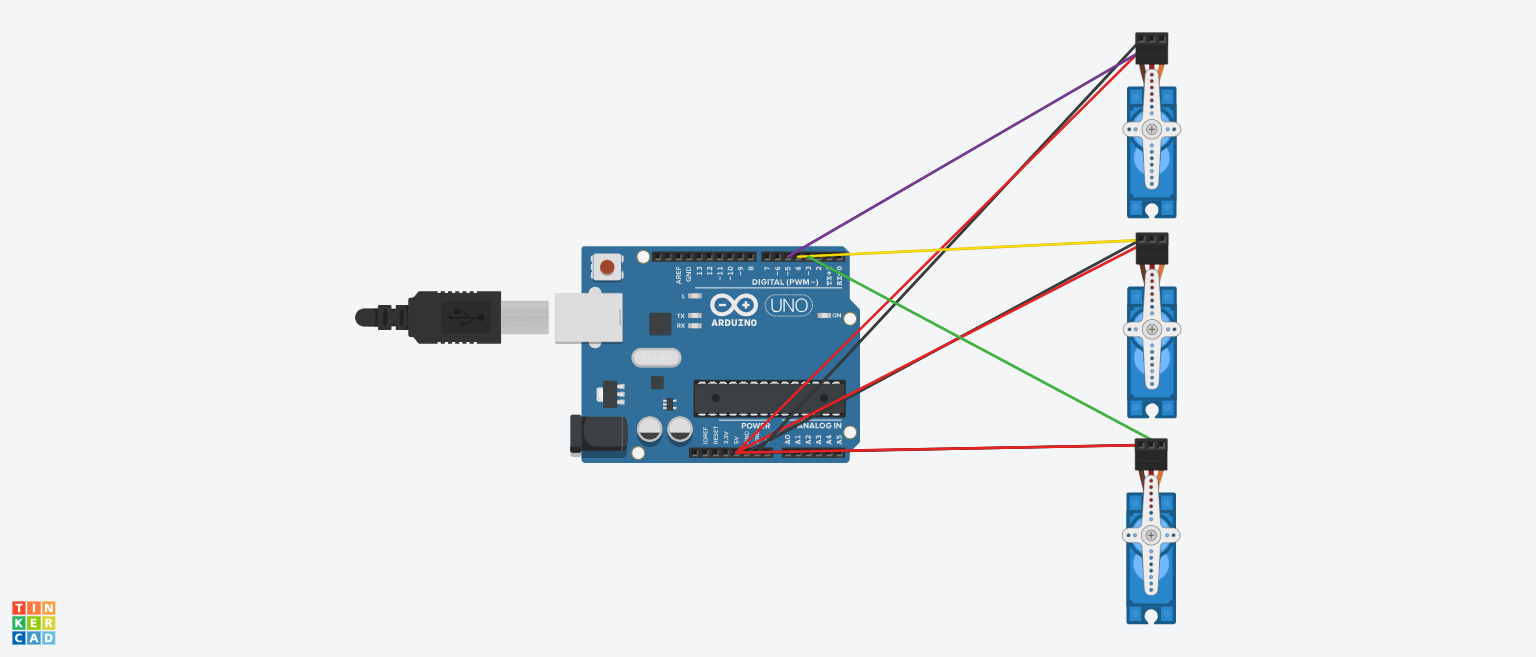 AREF
GND
13
12
~11
~10
~9
8
7
~6
~5
4
~3
2
TX→1
RX←0
DIGITAL (PWM~)
L
TX
RX
UNO
ARDUINO
ON
POWER
ANALOG IN
IOREF
RESET
3.3V
5V
GND
A0
A1
A2
A3
A4
A5
TIN
KER
CAD